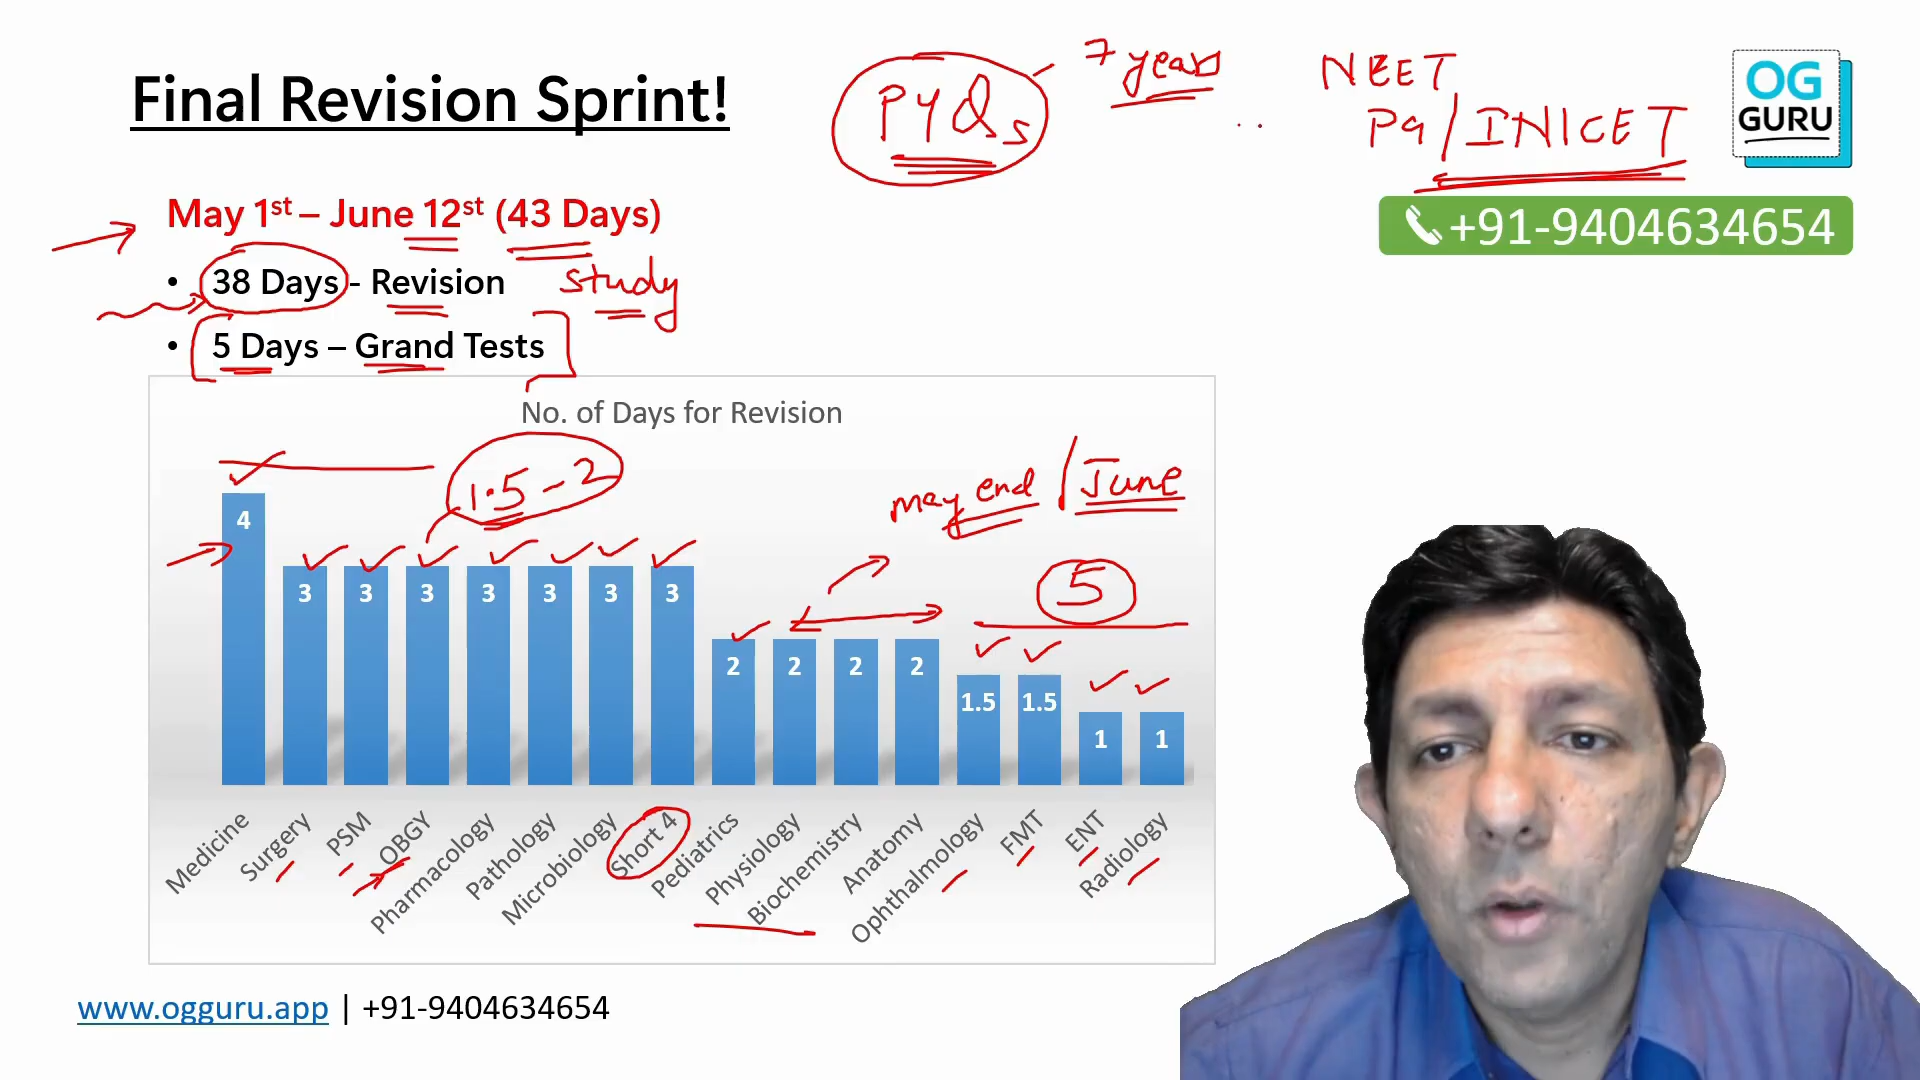 Final Revision Sprint!
PYQs
7 years
NEET
PG/INICET
OG
GURU
+91-9404634654
May 1st – June 12st (43 Days)
• 38 Days - Revision
study
• 5 Days – Grand Tests
No. of Days for Revision
1.5 - 2
may end / June
5
4
3 3 3 3 3 3 3
2 2 2 2
1.5 1.5
1 1
Medicine
Surgery
PSM
OBGY
Pharmacology
Pathology
Microbiology
Short 4
Pediatrics
Physiology
Biochemistry
Anatomy
Ophthalmology
FMT
ENT
Radiology
www.ogguru.app | +91-9404634654